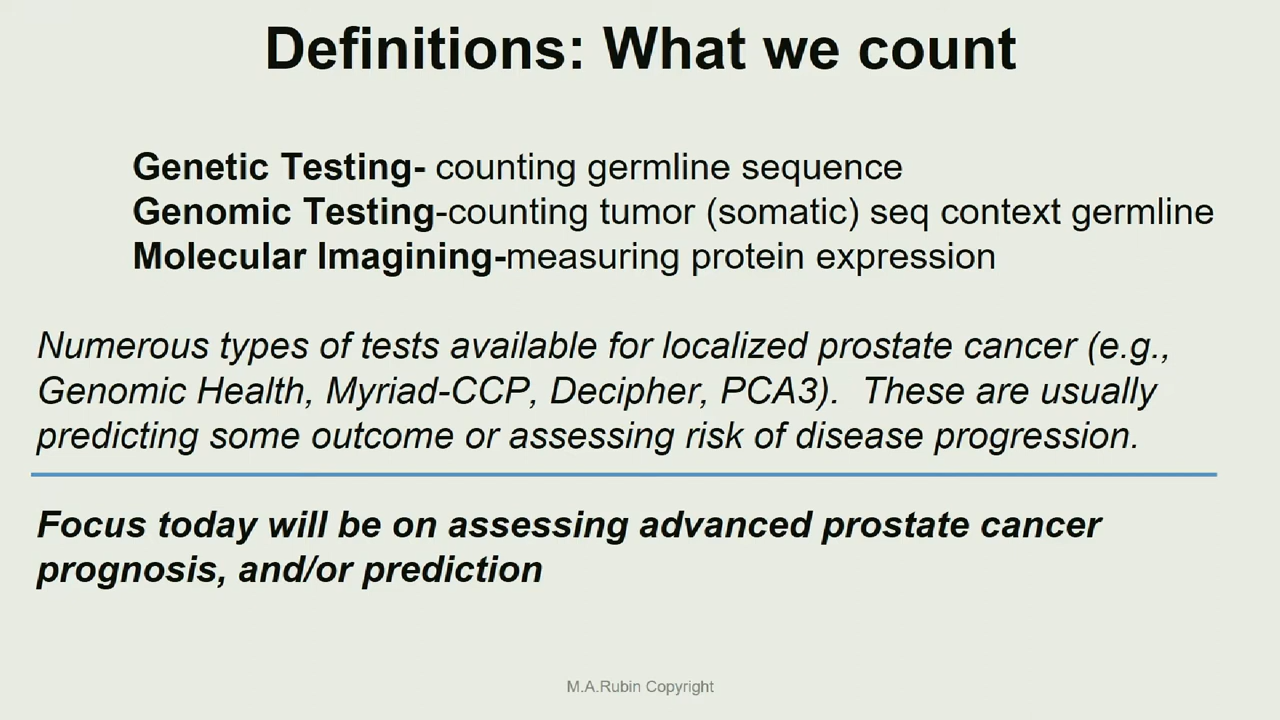 Definitions: What we count
Genetic Testing- counting germline sequence
Genomic Testing-counting tumor (somatic) seq context germline
Molecular Imagining-measuring protein expression
Numerous types of tests available for localized prostate cancer (e.g.,
Genomic Health, Myriad-CCP, Decipher, PCA3).  These are usually
predicting some outcome or assessing risk of disease progression.
Focus today will be on assessing advanced prostate cancer
prognosis, and/or prediction
M.A.Rubin Copyright